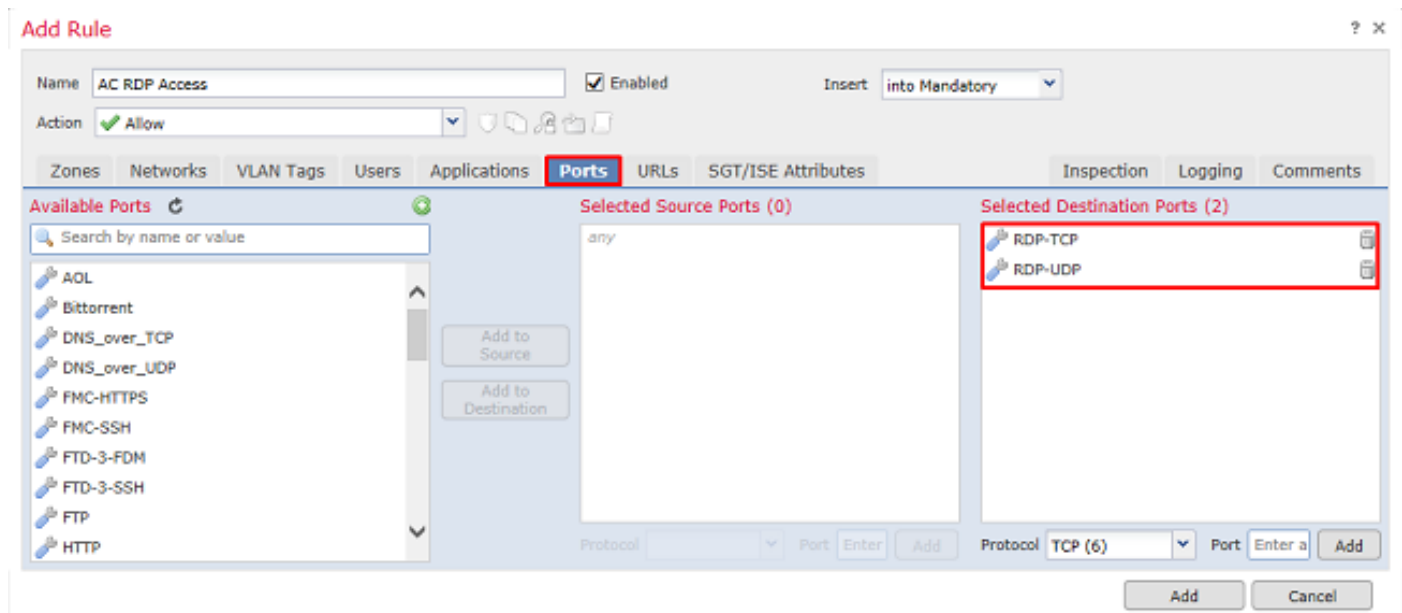 Add Rule ? ×
Name AC RDP Access Enabled Insert into Mandatory
Action Allow
Zones Networks VLAN Tags Users Applications Ports URLs SGT/ISE Attributes Inspection Logging Comments
Available Ports Selected Source Ports (0) Selected Destination Ports (2)
Search by name or value any RDP-TCP
RDP-UDP
AOL
Bittorrent
DNS_over_TCP
DNS_over_UDP
FMC-HTTPS
FMC-SSH
FTD-3-FDM
FTD-3-SSH
FTP
HTTP
Add to
Source
Add to
Destination
Protocol Port Enter Add Protocol TCP (6) Port Enter a Add
Add Cancel